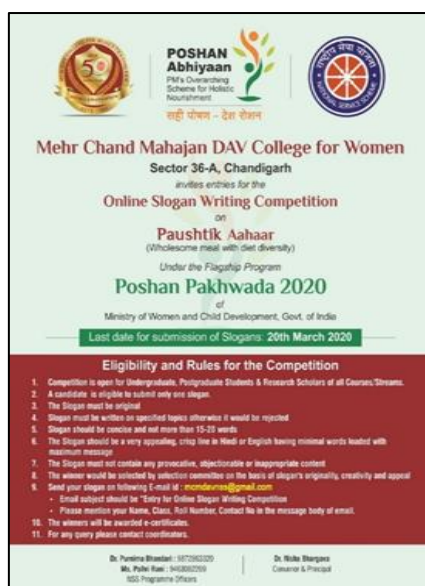 50
POSHAN
Abhiyaan
PM's Overarching
Scheme for Holistic
Nourishment
सही पोषण - देश रोशन
राष्ट्रीय सेवा योजना
NATIONAL SERVICE SCHEME
Mehr Chand Mahajan DAV College for Women
Sector 36-A, Chandigarh
invites entries for the
Online Slogan Writing Competition
on
Paushtik Aahaar
(Wholesome meal with diet diversity)
Under the Flagship Program
Poshan Pakhwada 2020
of
Ministry of Women and Child Development, Govt. of India
Last date for submission of Slogans: 20th March 2020
Eligibility and Rules for the Competition
1. Competition is open for Undergraduate, Postgraduate Students & Research Scholars of all Courses/Streams.
2. A candidate is eligible to submit only one slogan.
3. The Slogan must be original
4. Slogan must be written on specified topics otherwise it would be rejected
5. Slogan should be concise and not more than 15-20 words
6. The Slogan should be a very appealing, crisp line in Hindi or English having minimal words loaded with
maximum message
7. The Slogan must not contain any provocative, objectionable or inappropriate content
8. The winner would be selected by selection committee on the basis of slogan's originality, creativity and appeal
9. Send your slogan on following E-mail id : mcmdavnss@gmail.com
- Email subject should be "Entry for Online Slogan Writing Competition
- Please mention your Name, Class, Roll Number, Contact No in the message body of email.
10. The winners will be awarded e-certificates.
11. For any query please contact coordinators.
Dr. Purnima Bhandari :
Dr. Nisha Bhargava
Ms. Pallvi Rani :
Convenor & Principal
NSS Programme Officers